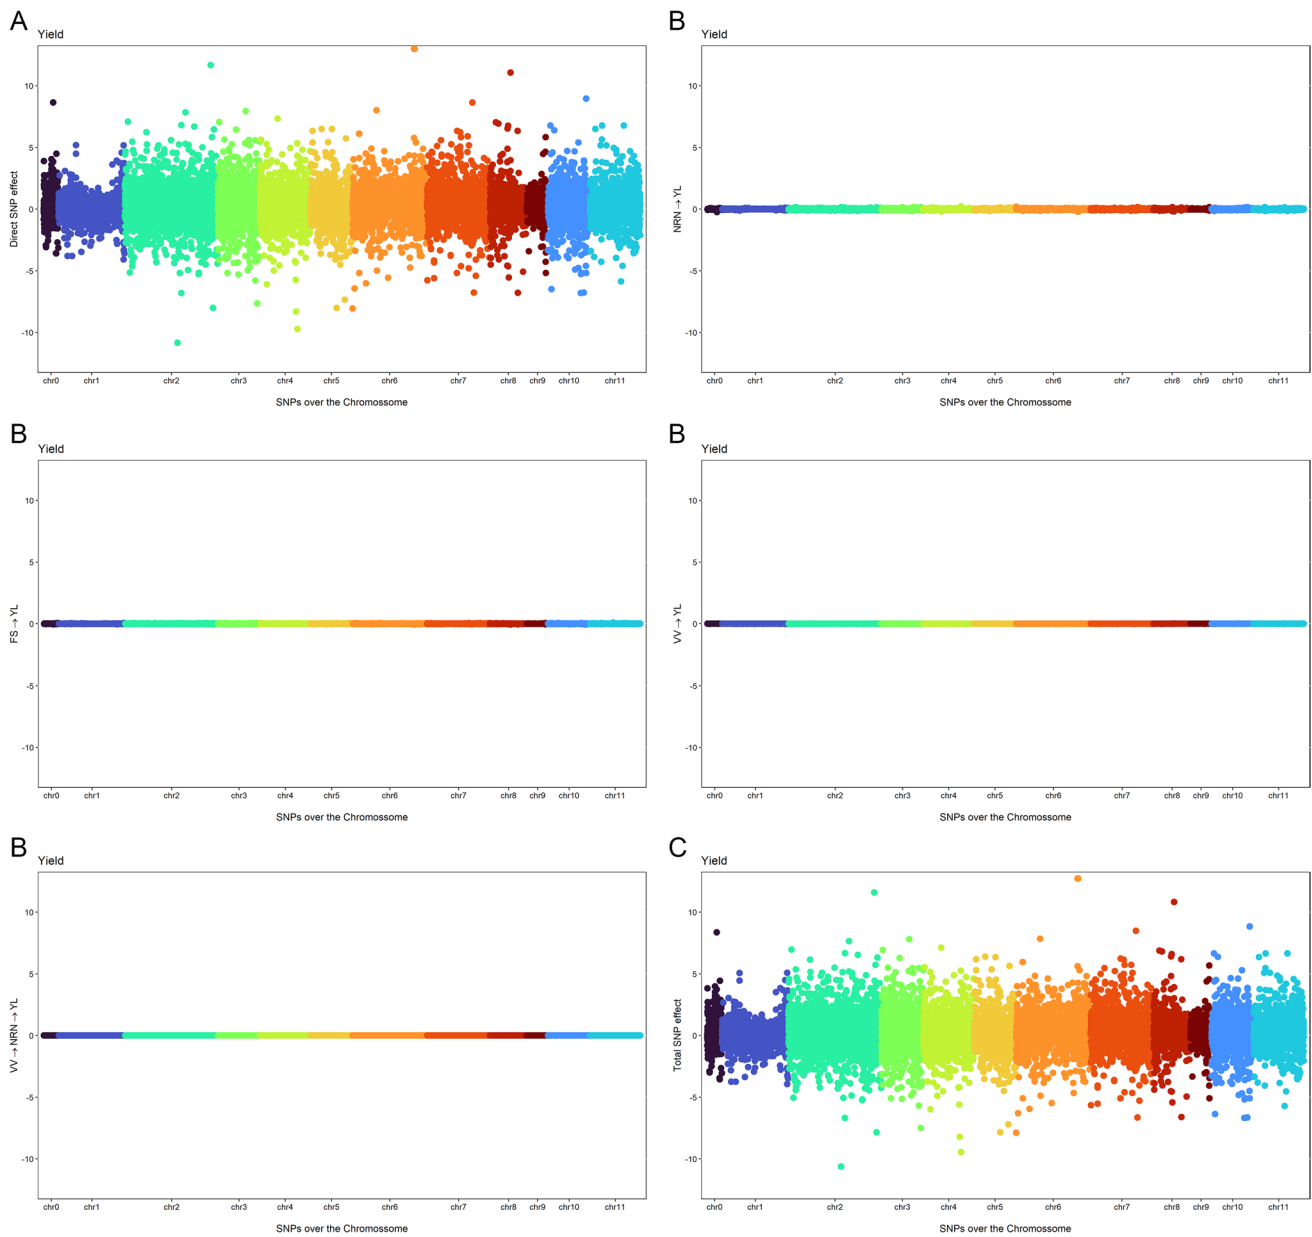 A
Yield
Direct SNP effect
10
5
0
-5
-10
chr0 chr1 chr2 chr3 chr4 chr5 chr6 chr7 chr8 chr9 chr10 chr11
SNPs over the Chromossome
B
Yield
NRN → YL
10
5
0
-5
-10
chr0 chr1 chr2 chr3 chr4 chr5 chr6 chr7 chr8 chr9 chr10 chr11
SNPs over the Chromossome
B
Yield
FS → YL
10
5
0
-5
-10
chr0 chr1 chr2 chr3 chr4 chr5 chr6 chr7 chr8 chr9 chr10 chr11
SNPs over the Chromossome
B
Yield
VV → YL
10
5
0
-5
-10
chr0 chr1 chr2 chr3 chr4 chr5 chr6 chr7 chr8 chr9 chr10 chr11
SNPs over the Chromossome
B
Yield
VV → NRN → YL
10
5
0
-5
-10
chr0 chr1 chr2 chr3 chr4 chr5 chr6 chr7 chr8 chr9 chr10 chr11
SNPs over the Chromossome
C
Yield
Total SNP effect
10
5
0
-5
-10
chr0 chr1 chr2 chr3 chr4 chr5 chr6 chr7 chr8 chr9 chr10 chr11
SNPs over the Chromossome